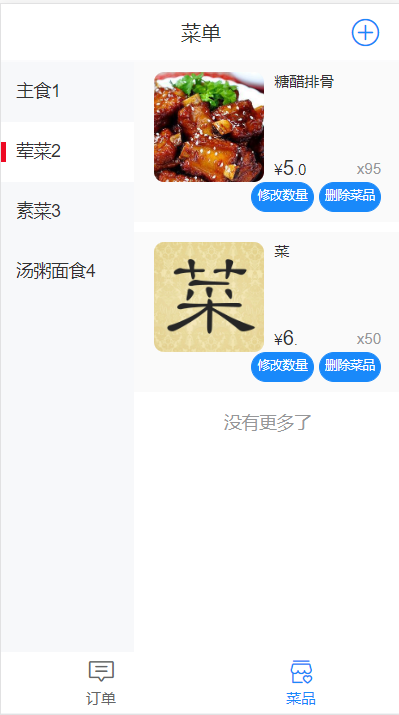 菜单
主食1
荤菜2
素菜3
汤粥面食4
糖醋排骨
¥5.0 x95
修改数量 删除菜品
菜
菜
¥6. x50
修改数量 删除菜品
没有更多了
订单 菜品